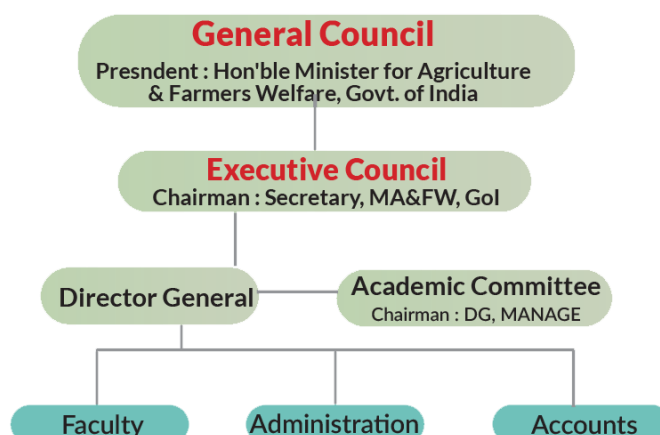 General Council
Presndent : Hon'ble Minister for Agriculture
& Farmers Welfare, Govt. of India
Executive Council
Chairman : Secretary, MA&FW, GoI
Director General
Academic Committee
Chairman : DG, MANAGE
Faculty
Administration
Accounts